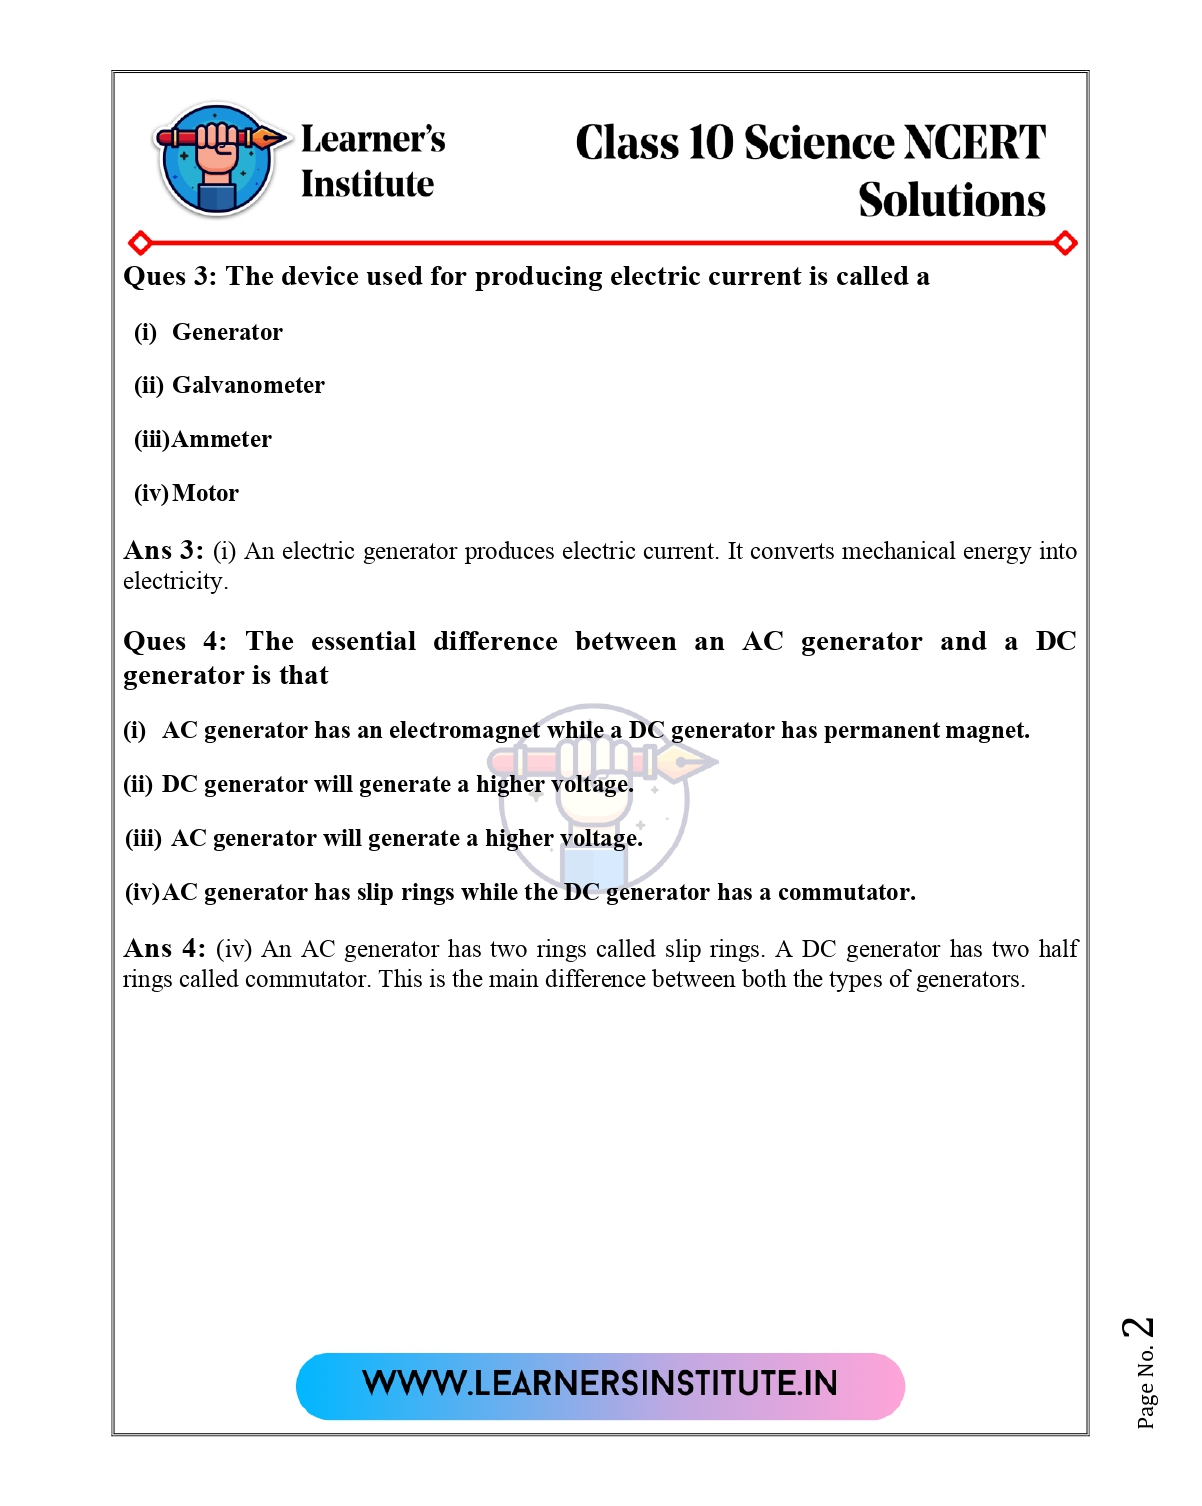 Learner's
Institute
Class 10 Science NCERT
Solutions
Ques 3: The device used for producing electric current is called a
(i) Generator
(ii) Galvanometer
(iii)Ammeter
(iv)Motor
Ans 3: (i) An electric generator produces electric current. It converts mechanical energy into
electricity.
Ques 4: The essential difference between an AC generator and a DC
generator is that
(i) AC generator has an electromagnet while a DC generator has permanent magnet.
(ii) DC generator will generate a higher voltage.
(iii) AC generator will generate a higher voltage.
(iv)AC generator has slip rings while the DC generator has a commutator.
Ans 4: (iv) An AC generator has two rings called slip rings. A DC generator has two half
rings called commutator. This is the main difference between both the types of generators.
WWW.LEARNERSINSTITUTE.IN
Page No. 2